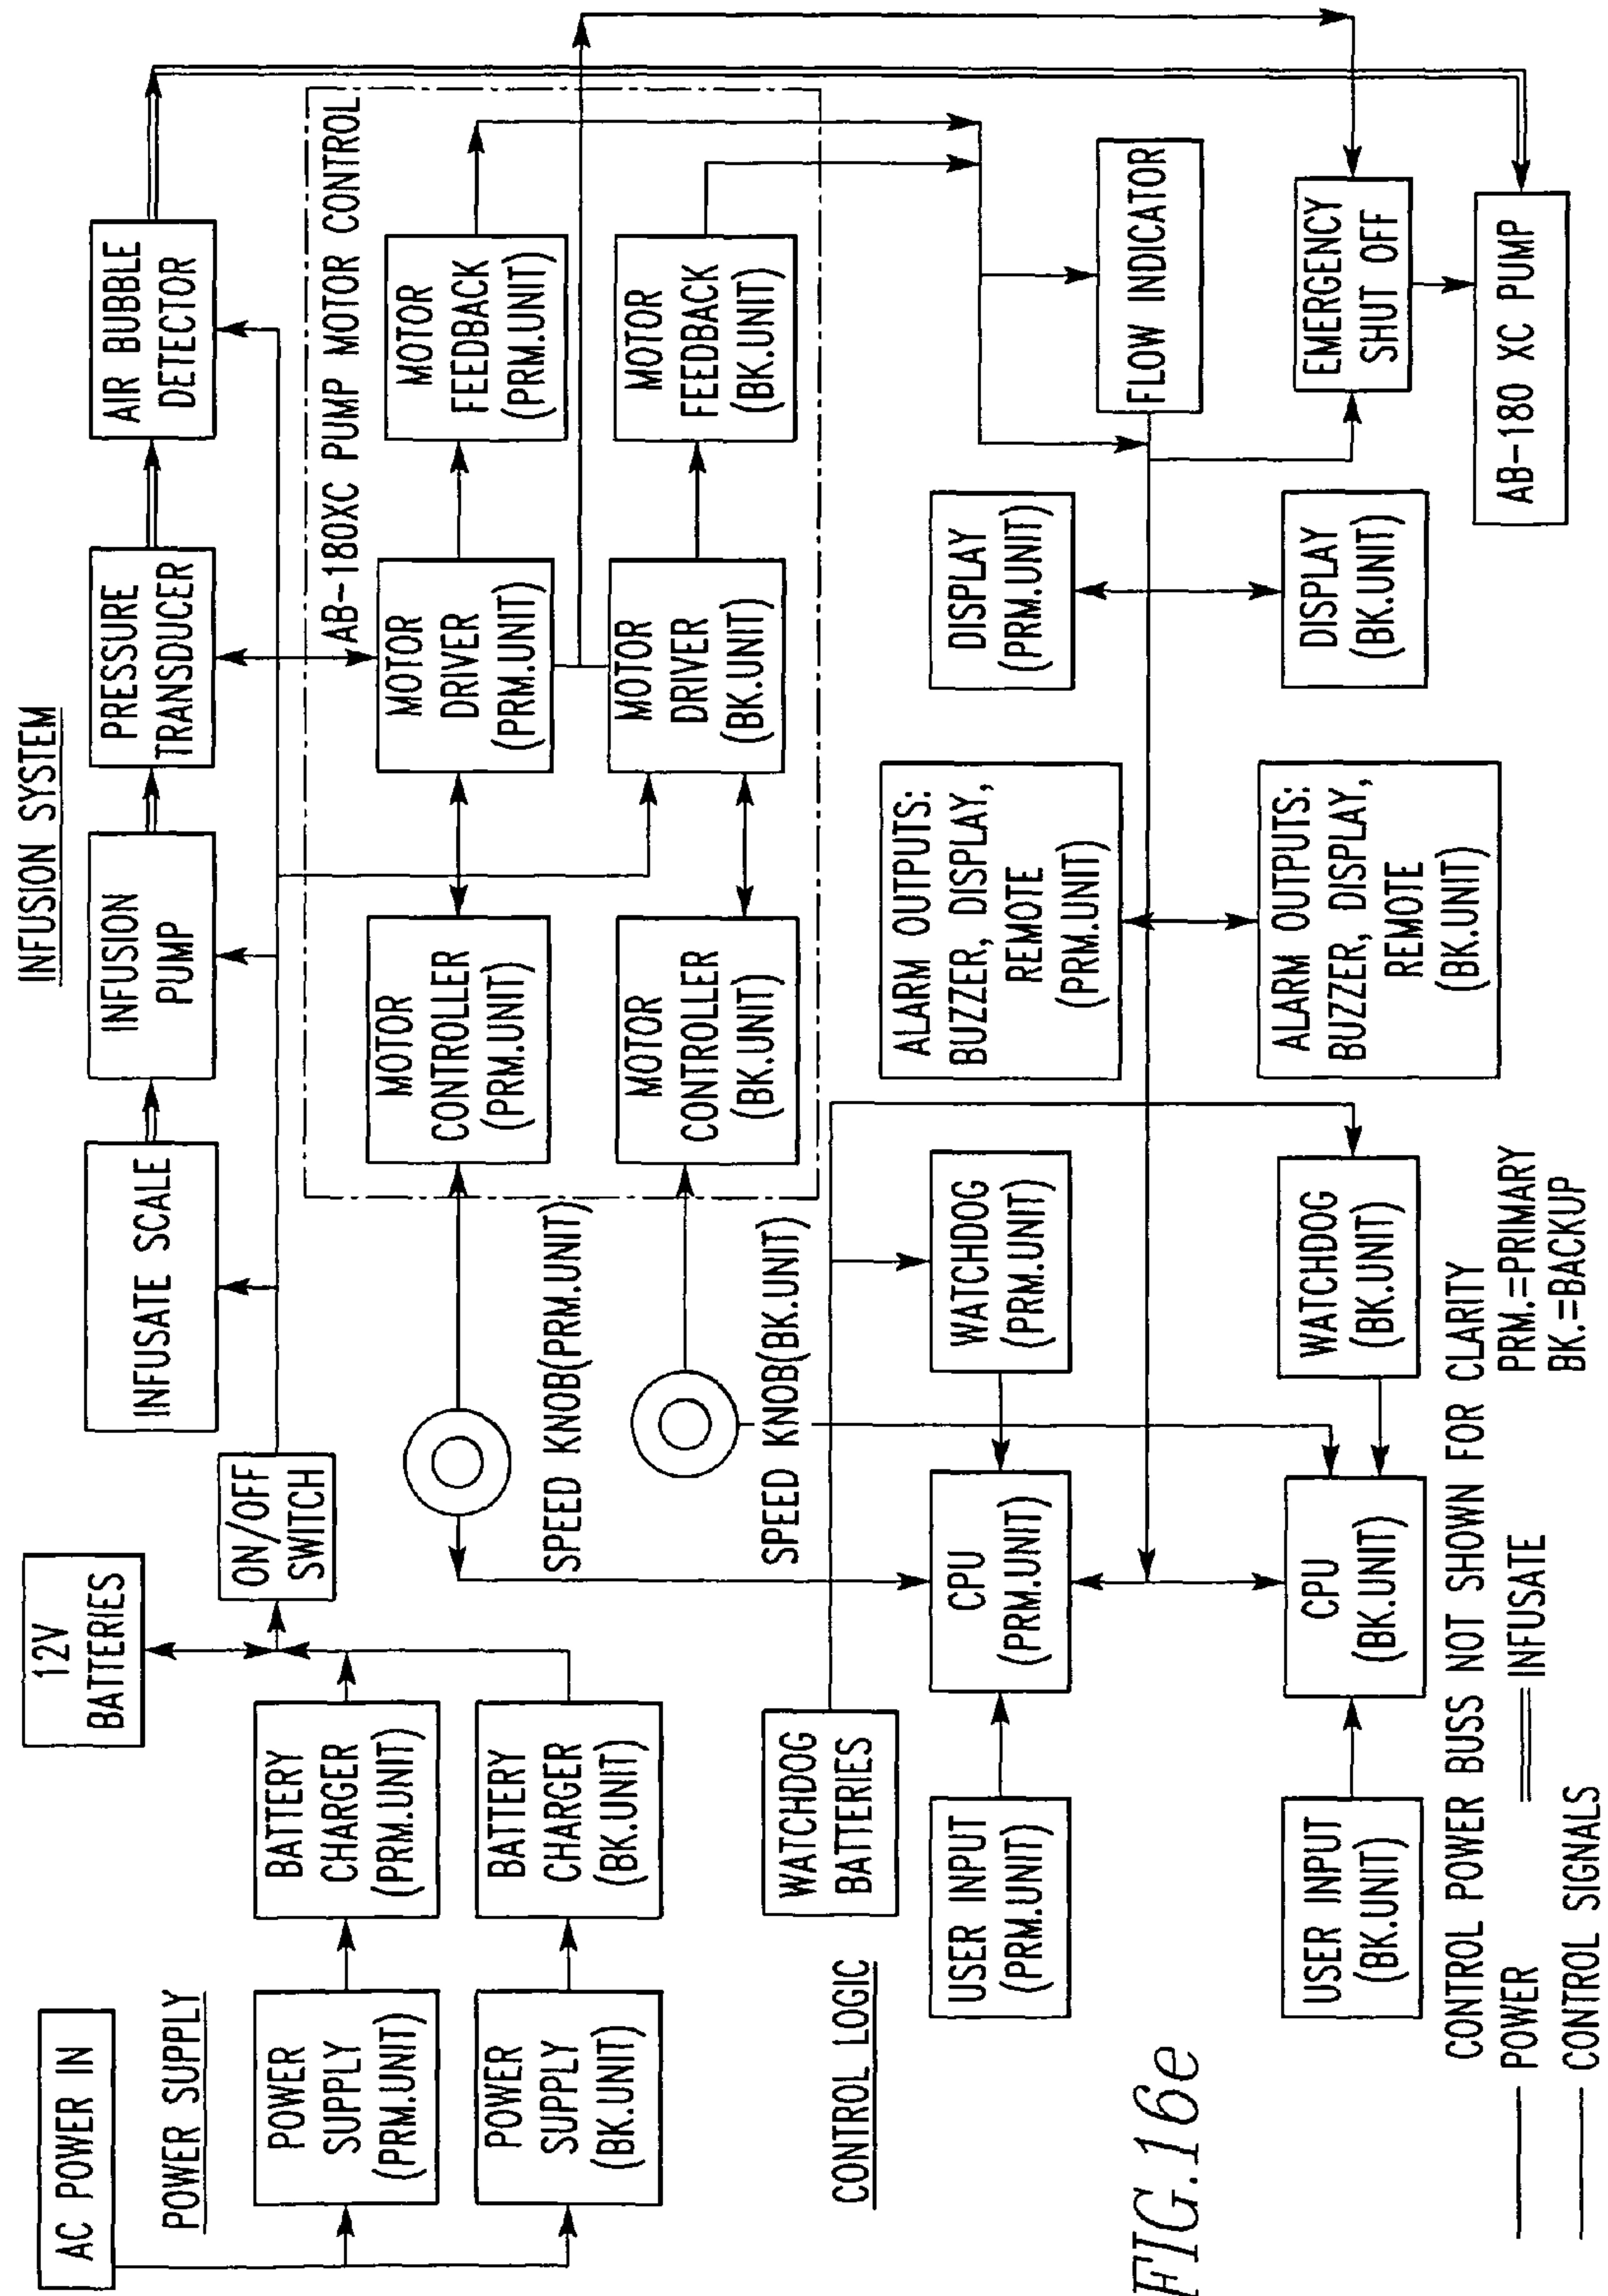 AC POWER IN
POWER SUPPLY
POWER
SUPPLY
(PRM.UNIT)
POWER
SUPPLY
(BK.UNIT)
BATTERY
CHARGER
(PRM.UNIT)
BATTERY
CHARGER
(BK.UNIT)
12V
BATTERIES
ON/OFF
SWITCH
INFUSION SYSTEM
INFUSATE SCALE
INFUSION
PUMP
PRESSURE
TRANSDUCER
AIR BUBBLE
DETECTOR
AB-180XC PUMP MOTOR CONTROL
SPEED KNOB(PRM.UNIT)
SPEED KNOB(BK.UNIT)
MOTOR
CONTROLLER
(PRM.UNIT)
MOTOR
CONTROLLER
(BK.UNIT)
MOTOR
DRIVER
(PRM.UNIT)
MOTOR
DRIVER
(BK.UNIT)
MOTOR
FEEDBACK
(PRM.UNIT)
MOTOR
FEEDBACK
(BK.UNIT)
CONTROL LOGIC
WATCHDOG
BATTERIES
USER INPUT
(PRM.UNIT)
USER INPUT
(BK.UNIT)
CPU
(PRM.UNIT)
CPU
(BK.UNIT)
WATCHDOG
(PRM.UNIT)
WATCHDOG
(BK.UNIT)
ALARM OUTPUTS:
BUZZER, DISPLAY,
REMOTE
(PRM.UNIT)
ALARM OUTPUTS:
BUZZER, DISPLAY,
REMOTE
(BK.UNIT)
DISPLAY
(PRM.UNIT)
DISPLAY
(BK.UNIT)
FLOW INDICATOR
EMERGENCY
SHUT OFF
AB-180 XC PUMP
CONTROL POWER BUSS NOT SHOWN FOR CLARITY
POWER
INFUSATE
PRM.=PRIMARY
BK.=BACKUP
CONTROL SIGNALS
FIG.16e